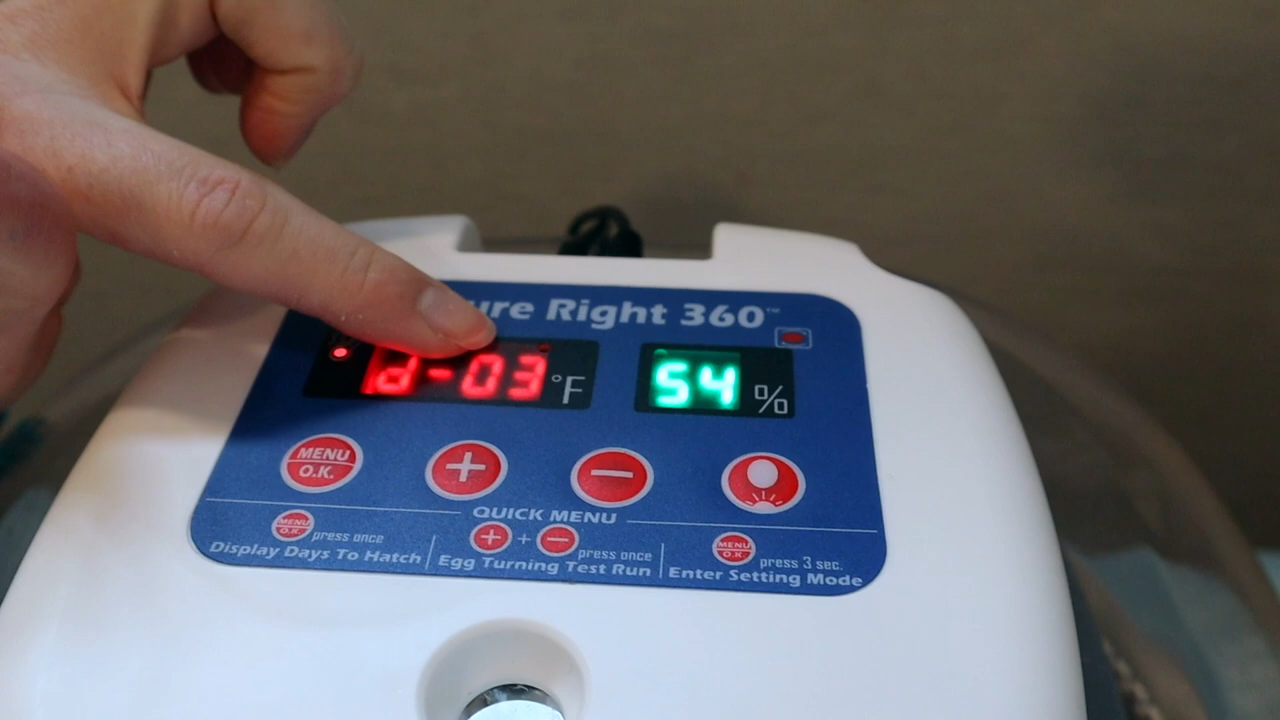 Right 360™
d-03 °F 54 %
MENU
O.K.
QUICK MENU
MENU
O.K. press once
Display Days To Hatch
+ + − press once
Egg Turning Test Run
MENU
O.K. press 3 sec.
Enter Setting Mode